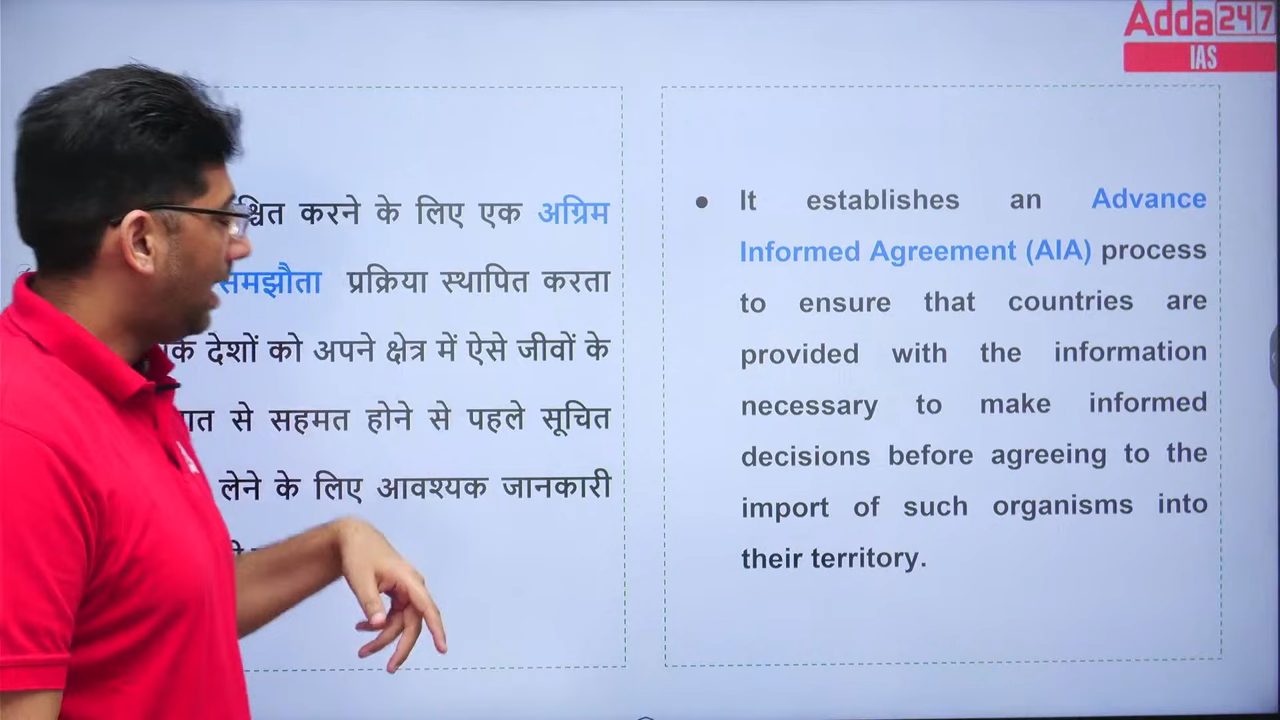 Adda247
IAS
करने के लिए एक अग्रिम
समझौता प्रक्रिया स्थापित करता
देशों को अपने क्षेत्र में ऐसे जीवों के
से सहमत होने से पहले सूचित
लेने के लिए आवश्यक जानकारी
● It establishes an Advance
Informed Agreement (AIA) process
to ensure that countries are
provided with the information
necessary to make informed
decisions before agreeing to the
import of such organisms into
their territory.